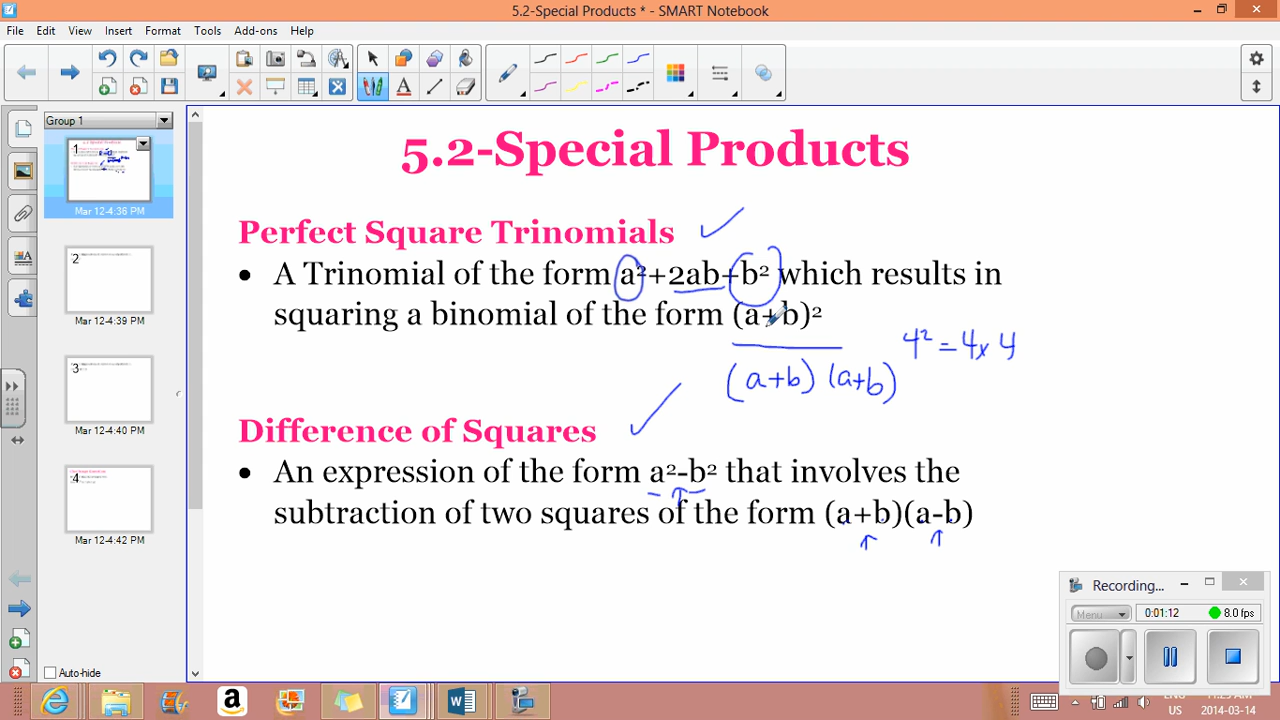 5.2-Special Products * - SMART Notebook
File Edit View Insert Format Tools Add-ons Help
Group 1
1
Mar 12-4:36 PM
2
Mar 12-4:39 PM
3
Mar 12-4:40 PM
4
Mar 12-4:42 PM
Auto-hide
5.2-Special Products
Perfect Square Trinomials
• A Trinomial of the form a²+2ab+b² which results in
squaring a binomial of the form (a+b)²
4² = 4x4
(a+b) (a+b)
Difference of Squares
• An expression of the form a²-b² that involves the
subtraction of two squares of the form (a+b)(a-b)
Recording...
Menu 0:01:12 8.0 fps
ENG
US
2014-03-14